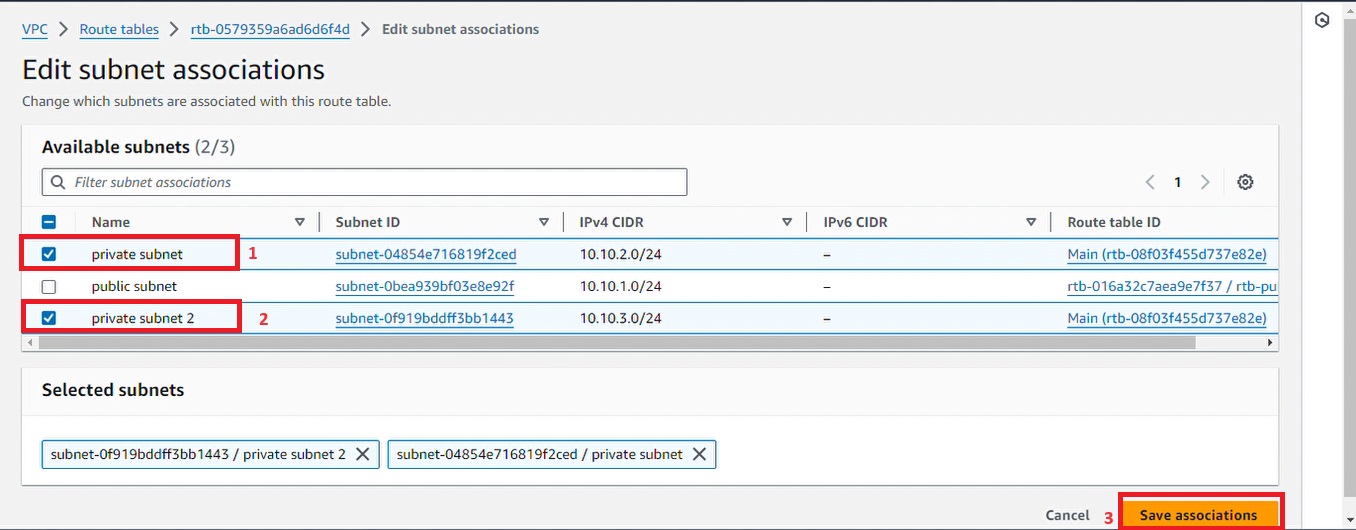 VPC > Route tables > rtb-0579359a6ad6d6f4d > Edit subnet associations
Edit subnet associations
Change which subnets are associated with this route table.
Available subnets (2/3)
Filter subnet associations
1
Name Subnet ID IPv4 CIDR IPv6 CIDR Route table ID
private subnet 1 subnet-04854e716819f2ced 10.10.2.0/24 – Main (rtb-08f03f455d737e82e)
public subnet subnet-0bea939bf03e8e92f 10.10.1.0/24 – rtb-016a32c7aea9e7f37 / rtb-pu
private subnet 2 2 subnet-0f919bddff3bb1443 10.10.3.0/24 – Main (rtb-08f03f455d737e82e)
Selected subnets
subnet-0f919bddff3bb1443 / private subnet 2 X subnet-04854e716819f2ced / private subnet X
Cancel 3 Save associations